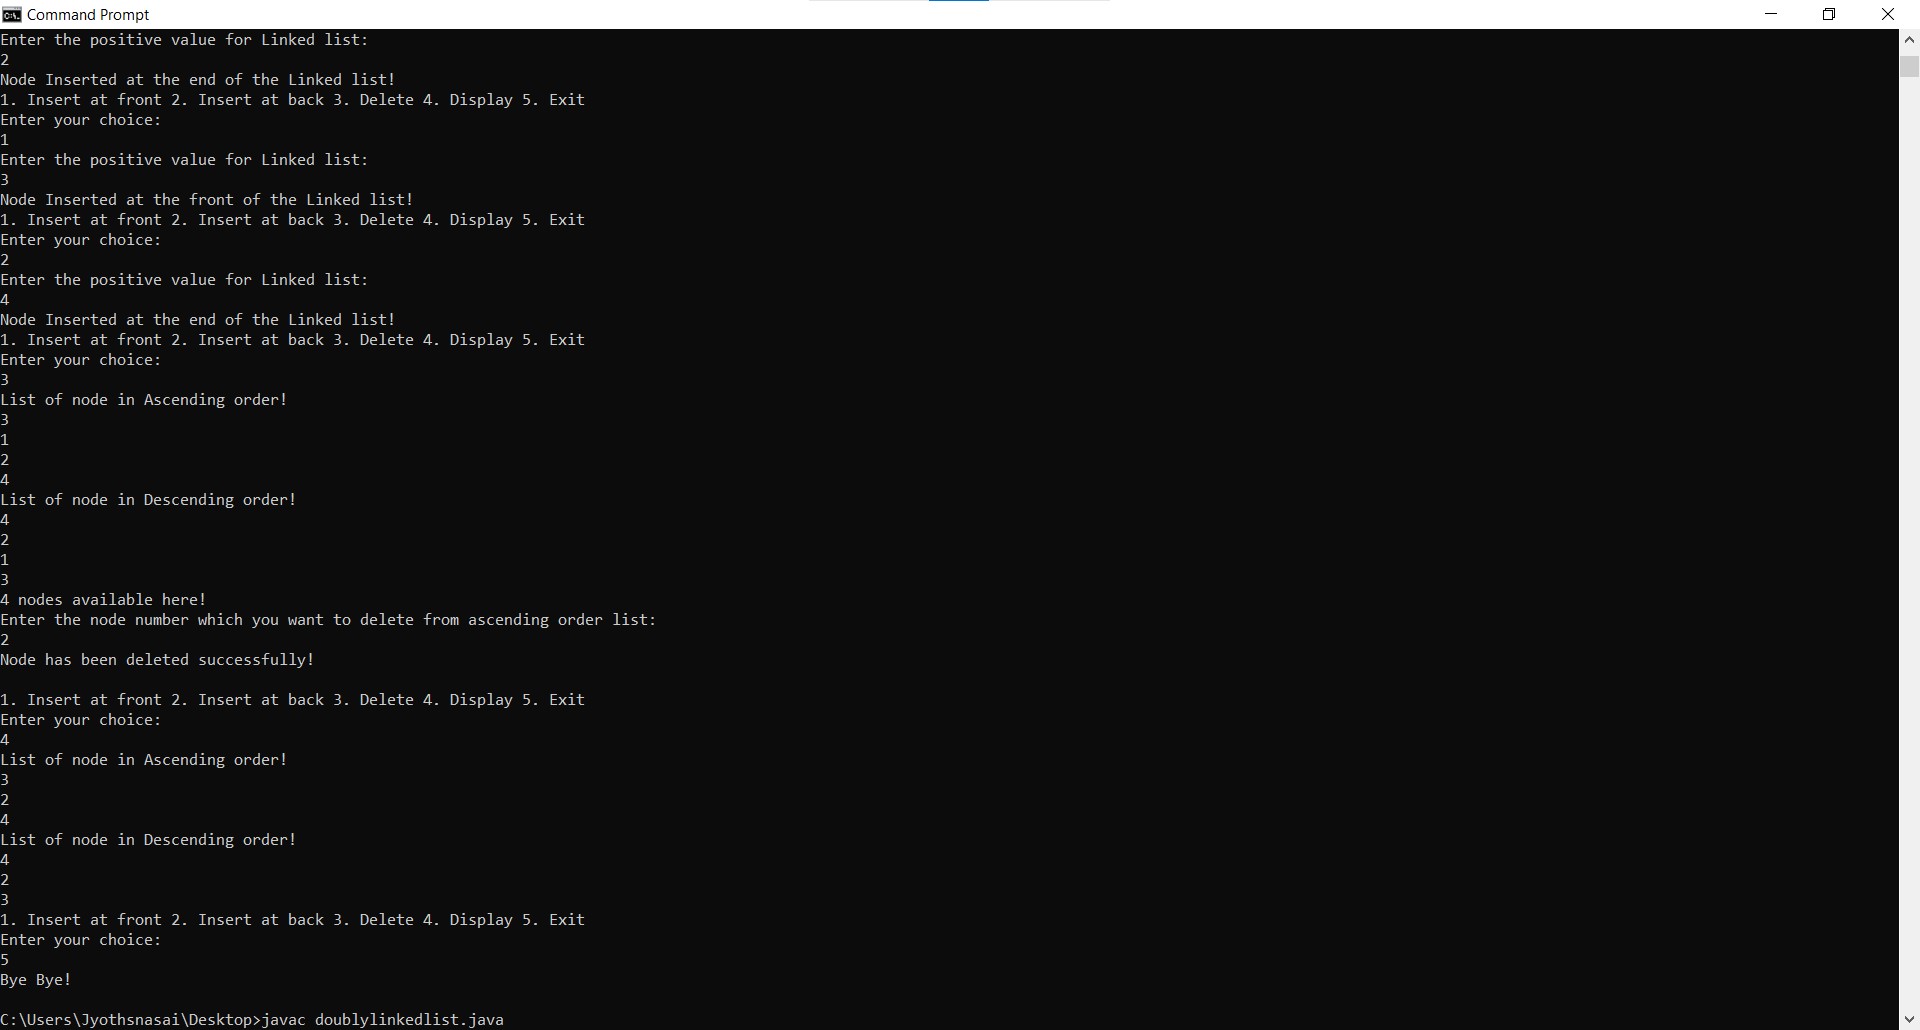 Command Prompt
Enter the positive value for Linked list:
2
Node Inserted at the end of the Linked list!
1. Insert at front 2. Insert at back 3. Delete 4. Display 5. Exit
Enter your choice:
1
Enter the positive value for Linked list:
3
Node Inserted at the front of the Linked list!
1. Insert at front 2. Insert at back 3. Delete 4. Display 5. Exit
Enter your choice:
2
Enter the positive value for Linked list:
4
Node Inserted at the end of the Linked list!
1. Insert at front 2. Insert at back 3. Delete 4. Display 5. Exit
Enter your choice:
3
List of node in Ascending order!
3
1
2
4
List of node in Descending order!
4
2
1
3
4 nodes available here!
Enter the node number which you want to delete from ascending order list:
2
Node has been deleted successfully!

1. Insert at front 2. Insert at back 3. Delete 4. Display 5. Exit
Enter your choice:
4
List of node in Ascending order!
3
2
4
List of node in Descending order!
4
2
3
1. Insert at front 2. Insert at back 3. Delete 4. Display 5. Exit
Enter your choice:
5
Bye Bye!

C:\Users\Jyothsnasai\Desktop>javac doublylinkedlist.java